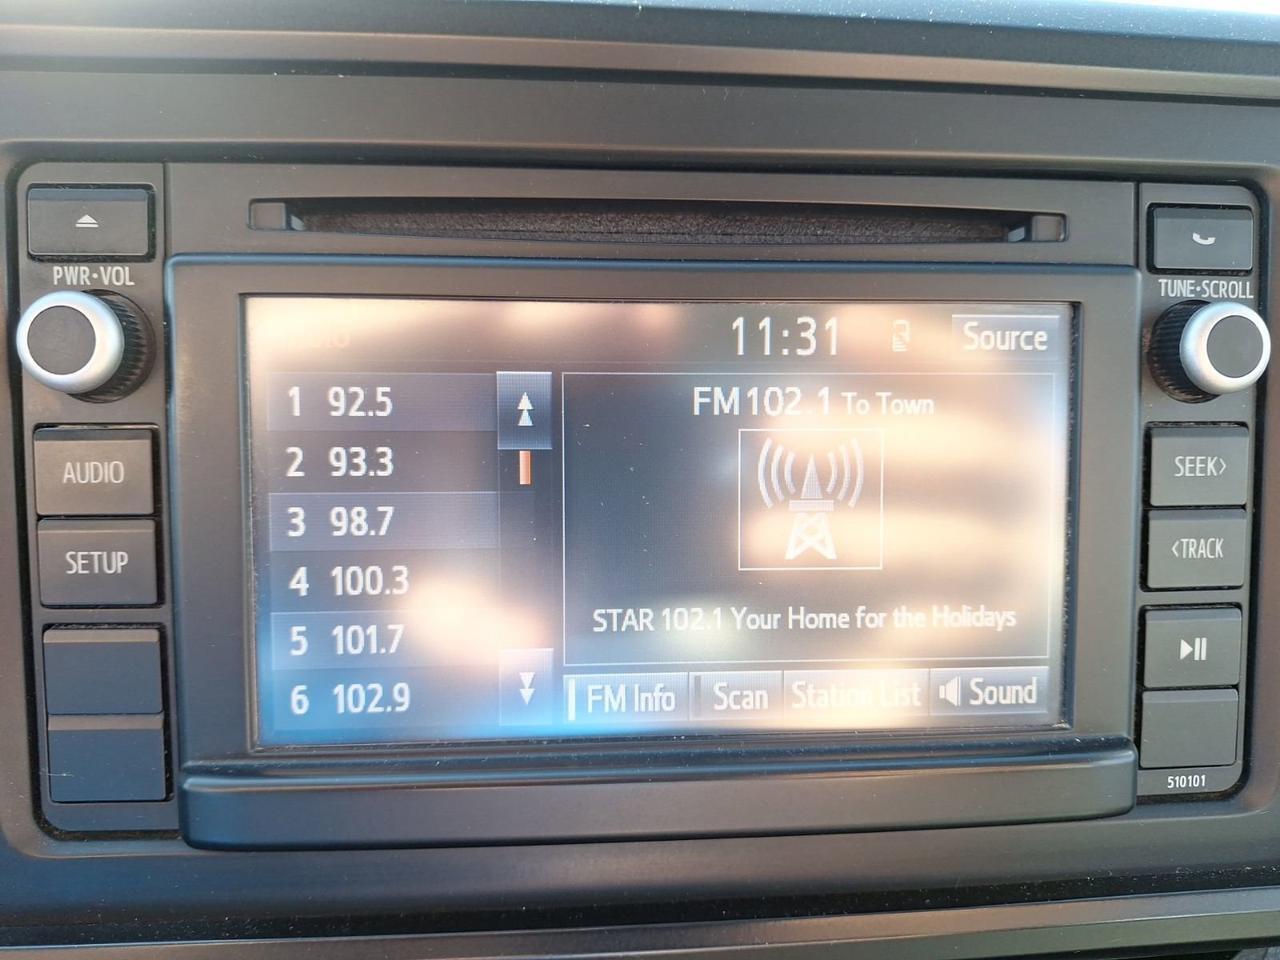 PWR•VOL
AUDIO
SETUP
11:31
Source
1 92.5
2 93.3
3 98.7
4 100.3
5 101.7
6 102.9
FM 102.1 To Town
STAR 102.1 Your Home for the Holidays
FM Info
Scan
Station List
Sound
TUNE•SCROLL
SEEK>
<TRACK
510101